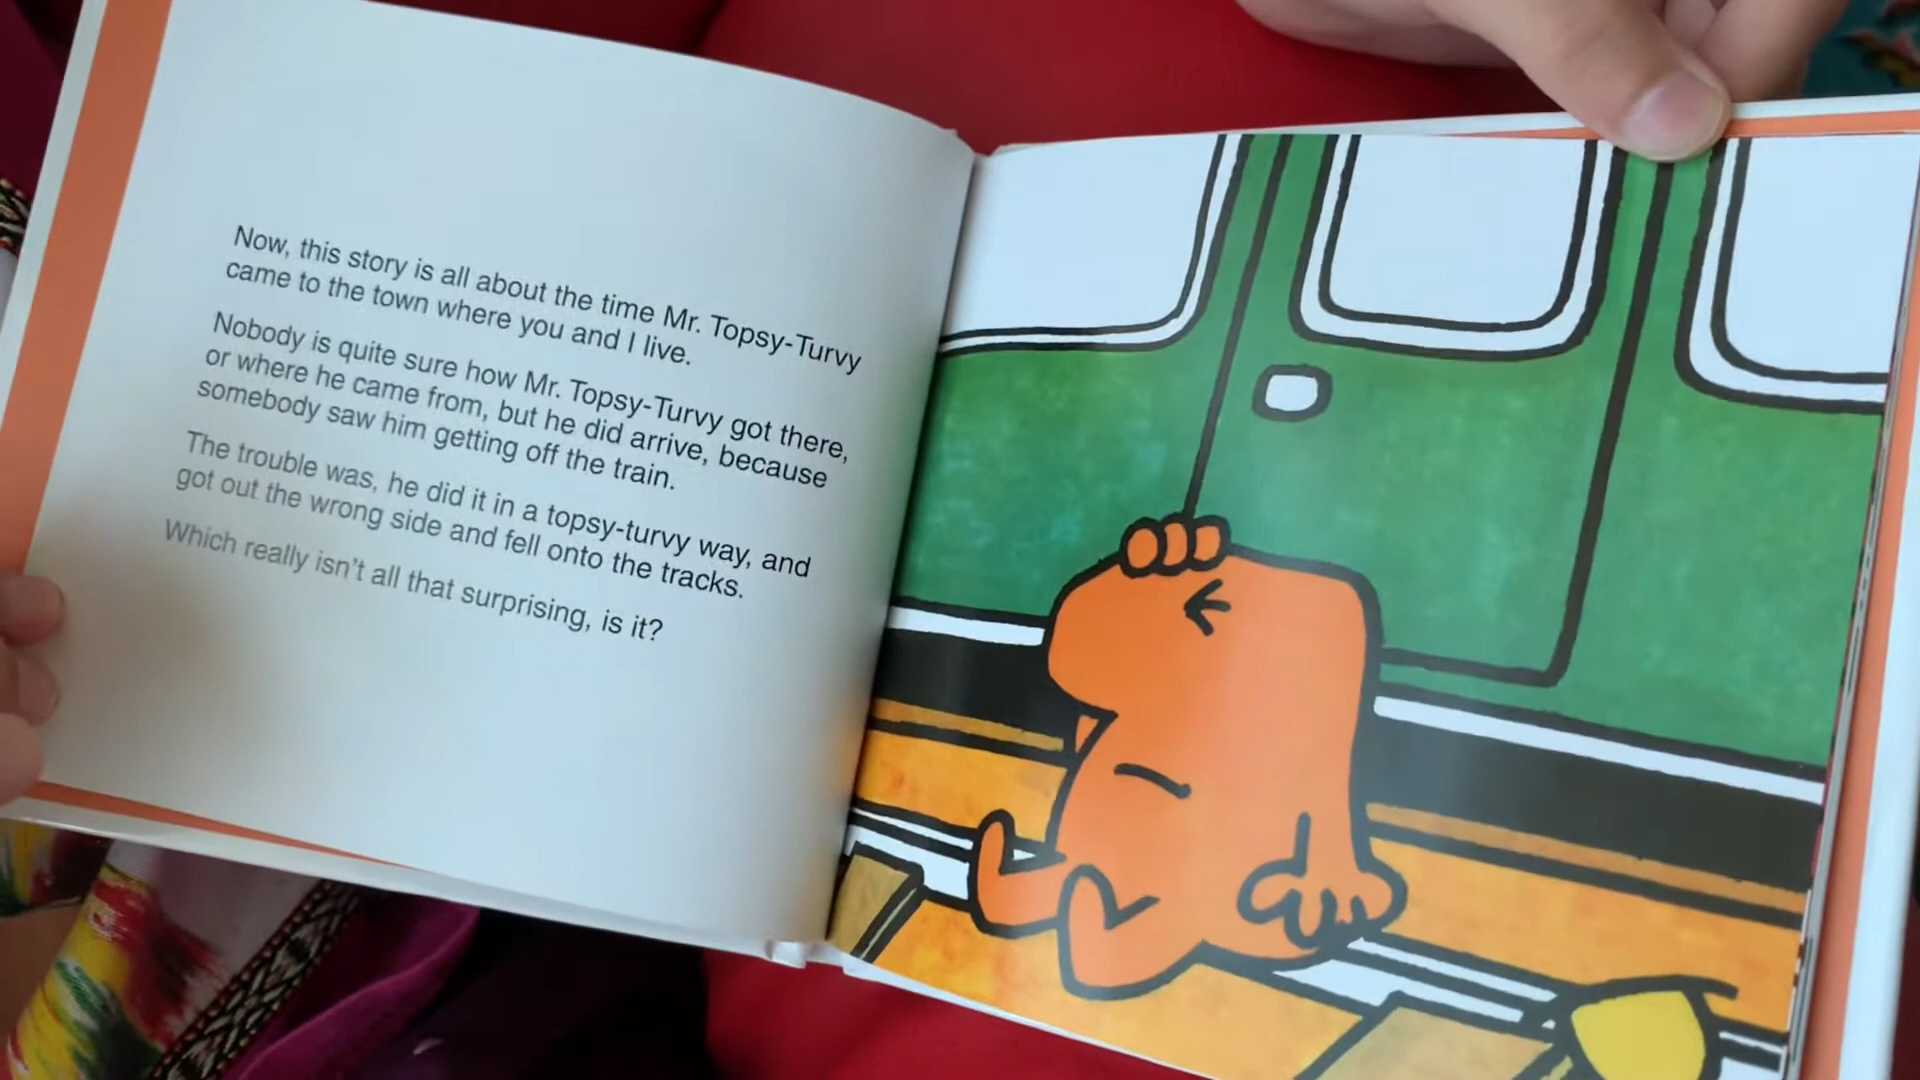 Now, this story is all about the time Mr. Topsy-Turvy
came to the town where you and I live.
Nobody is quite sure how Mr. Topsy-Turvy got there,
or where he came from, but he did arrive, because
somebody saw him getting off the train.
The trouble was, he did it in a topsy-turvy way, and
got out the wrong side and fell onto the tracks.
Which really isn't all that surprising, is it?